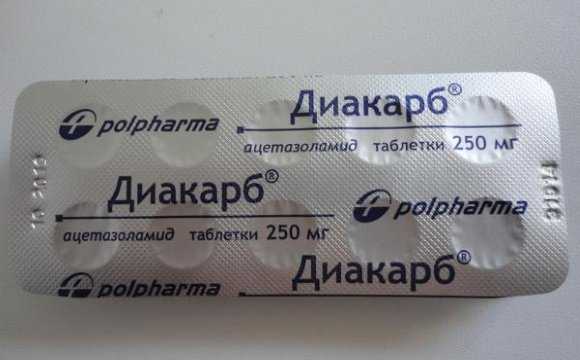 polpharma Диакарб®
ацетазоламид таблетки 250 мг
Диакарб®
polpharma
ацетазоламид таблетки 250 мг
polpharma Диакарб®